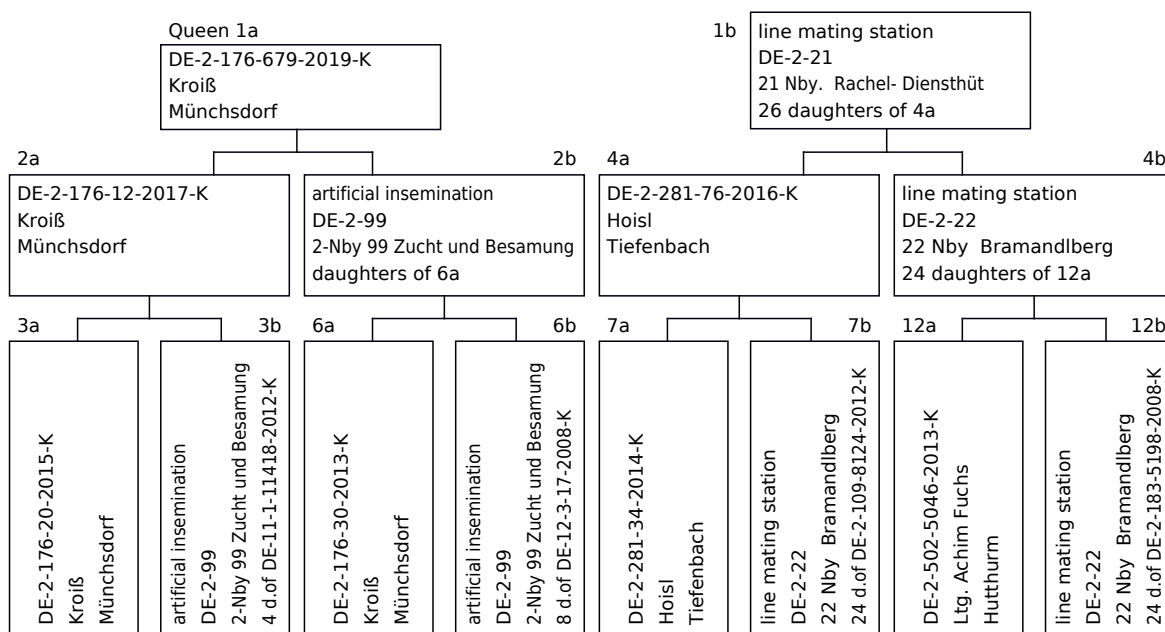 Queen 1a
DE-2-176-679-2019-K
Kroiß
Münchsdorf
1b
line mating station
DE-2-21
21 Nby. Rachel- Diensthüt
26 daughters of 4a
2a
DE-2-176-12-2017-K
Kroiß
Münchsdorf
2b
artificial insemination
DE-2-99
2-Nby 99 Zucht und Besamung
daughters of 6a
4a
DE-2-281-76-2016-K
Hoisl
Tiefenbach
4b
line mating station
DE-2-22
22 Nby Bramandlberg
24 daughters of 12a
3a
DE-2-176-20-2015-K
Kroiß
Münchsdorf
3b
artificial insemination
DE-2-99
2-Nby 99 Zucht und Besamung
4 d.of DE-11-1-11418-2012-K
6a
DE-2-176-30-2013-K
Kroiß
Münchsdorf
6b
artificial insemination
DE-2-99
2-Nby 99 Zucht und Besamung
8 d.of DE-12-3-17-2008-K
7a
DE-2-281-34-2014-K
Hoisl
Tiefenbach
7b
line mating station
DE-2-22
22 Nby Bramandlberg
24 d.of DE-2-109-8124-2012-K
12a
DE-2-502-5046-2013-K
Ltg. Achim Fuchs
Hutthurm
12b
line mating station
DE-2-22
22 Nby Bramandlberg
24 d.of DE-2-183-5198-2008-K